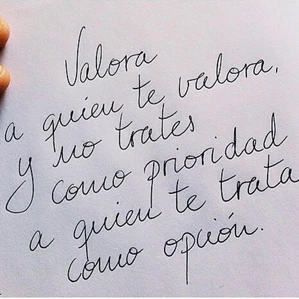 Valora
a quien te valora,
y no trates
como prioridad
a quien te trata
como opción.